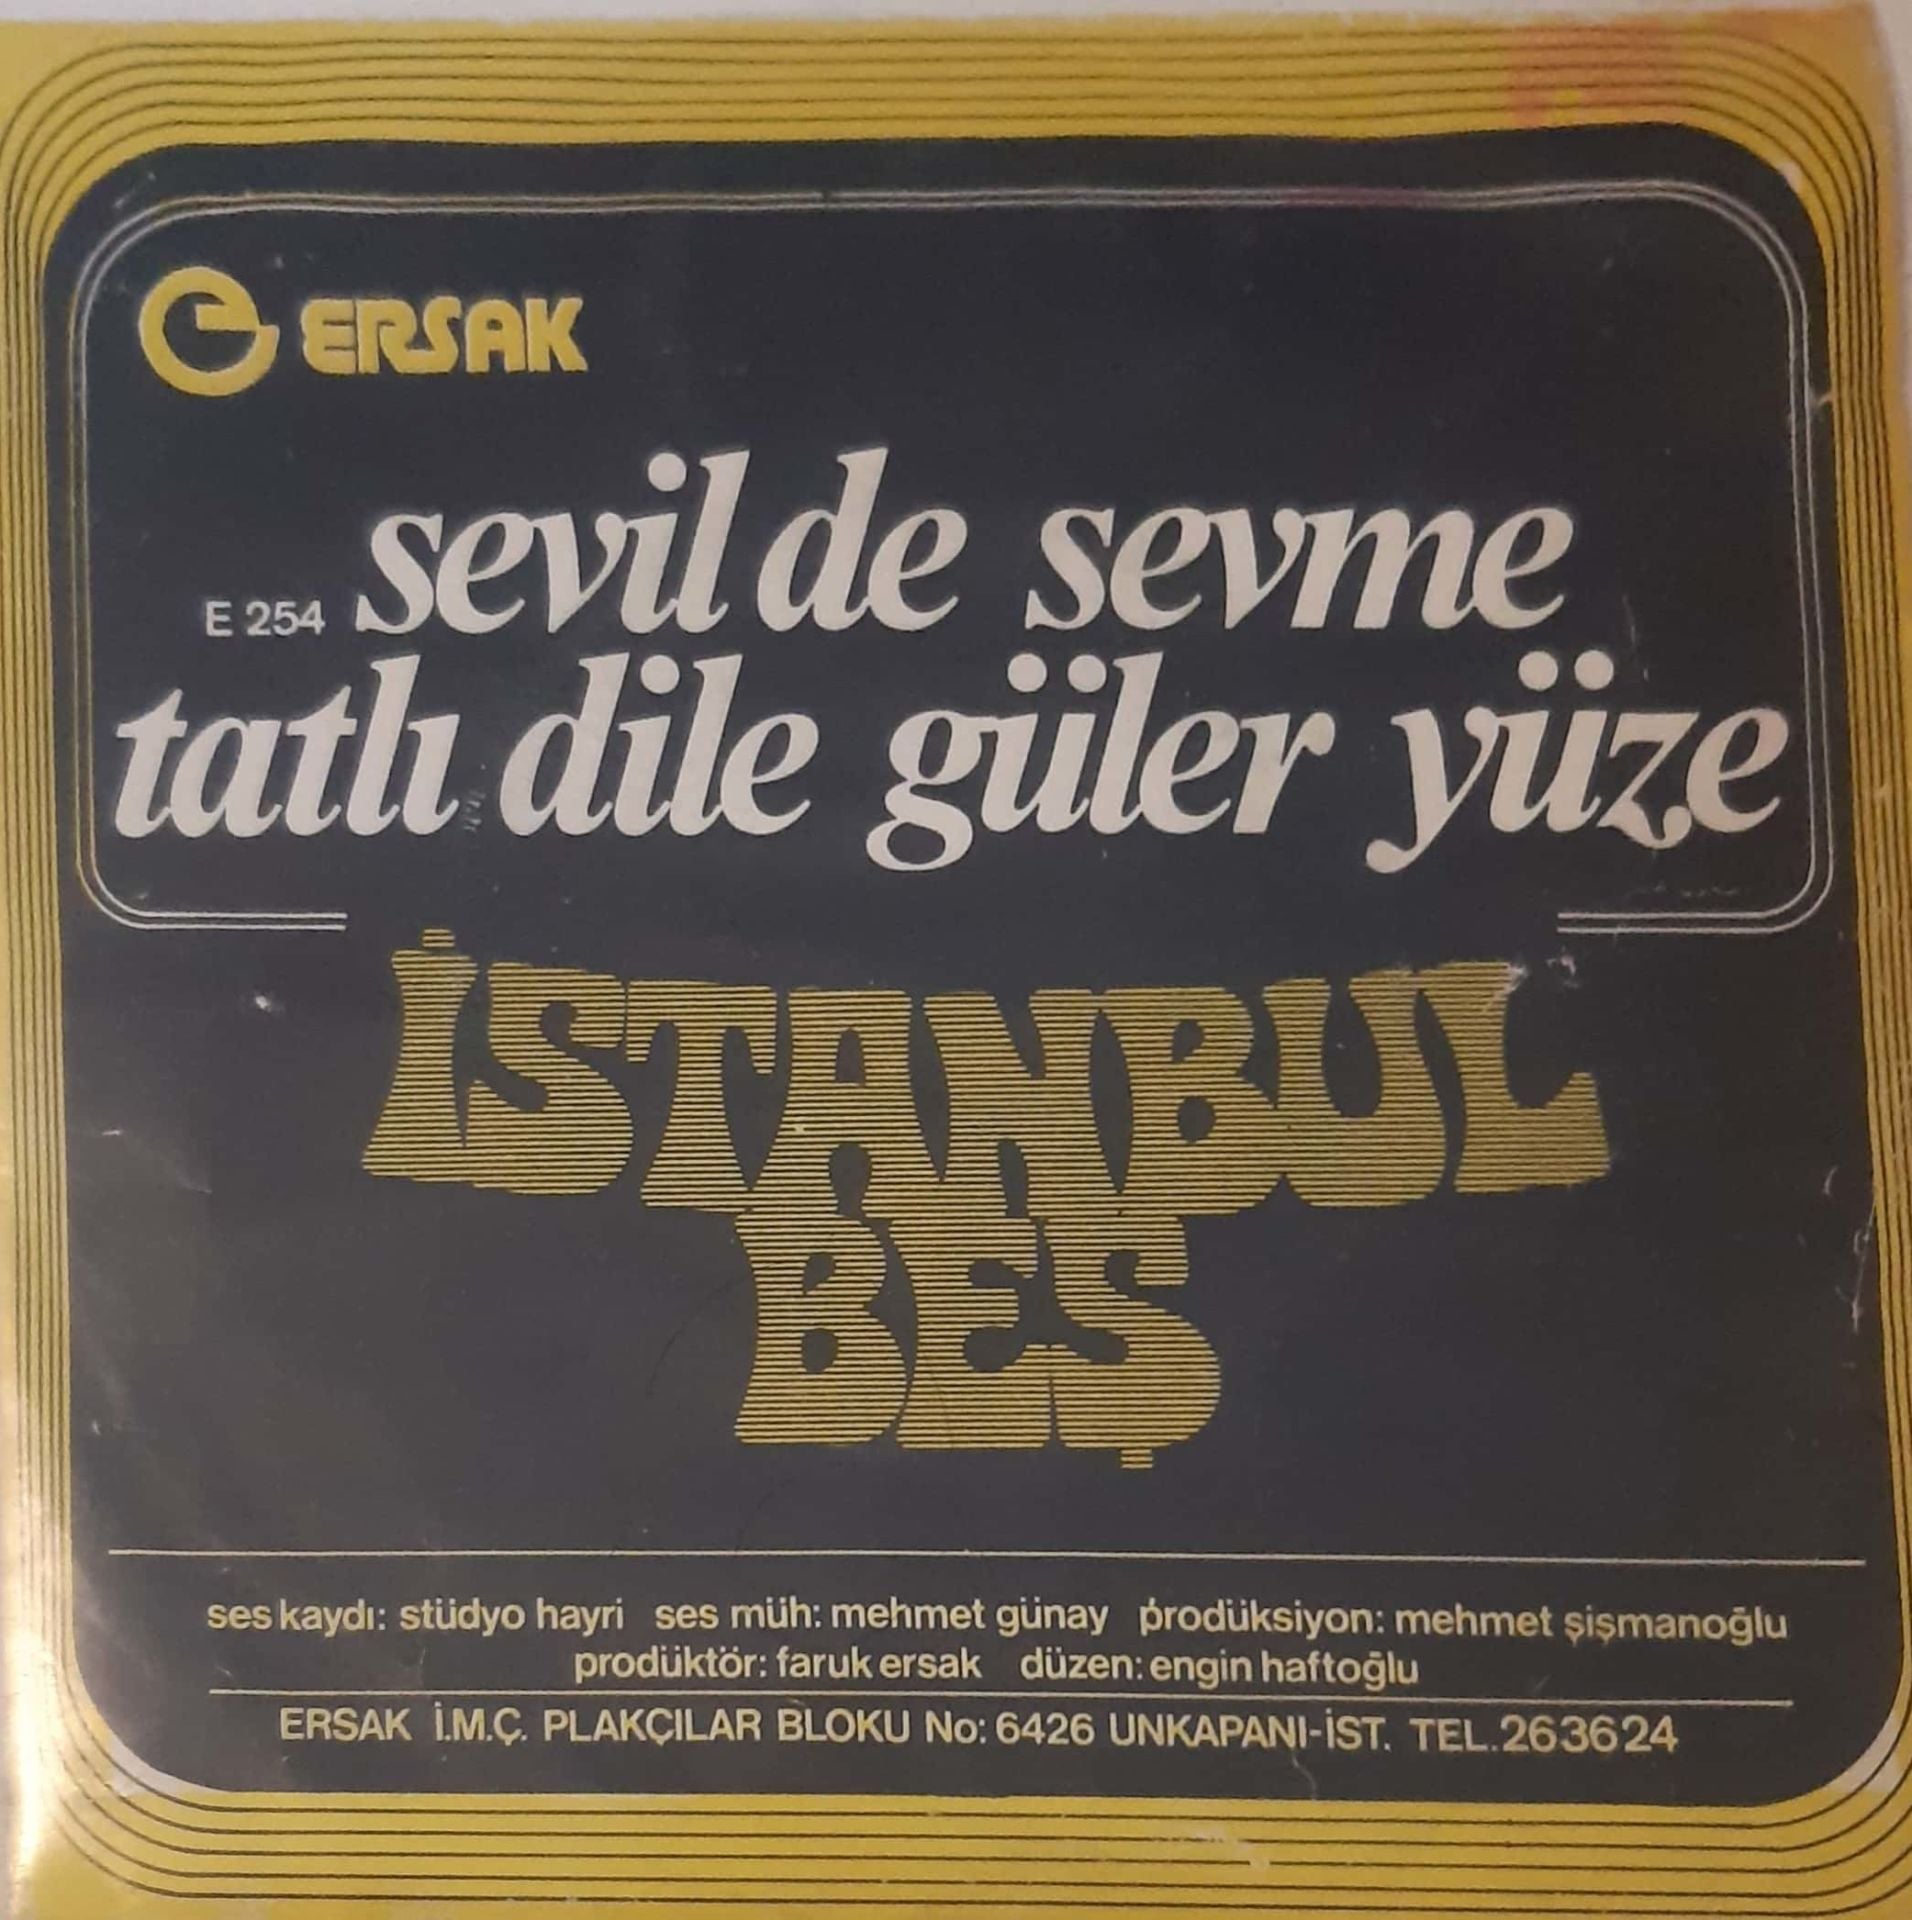 ERSAK
E 254 sevil de sevme
tatlı dile güler yüze
İSTANBUL
BEŞ
ses kaydı: stüdyo hayri ses müh: mehmet günay prodüksiyon: mehmet şişmanoğlu
prodüktör: faruk ersak düzen: engin haftoğlu
ERSAK İ.M.Ç. PLAKÇILAR BLOKU No: 6426 UNKAPANI-İST. TEL.263624